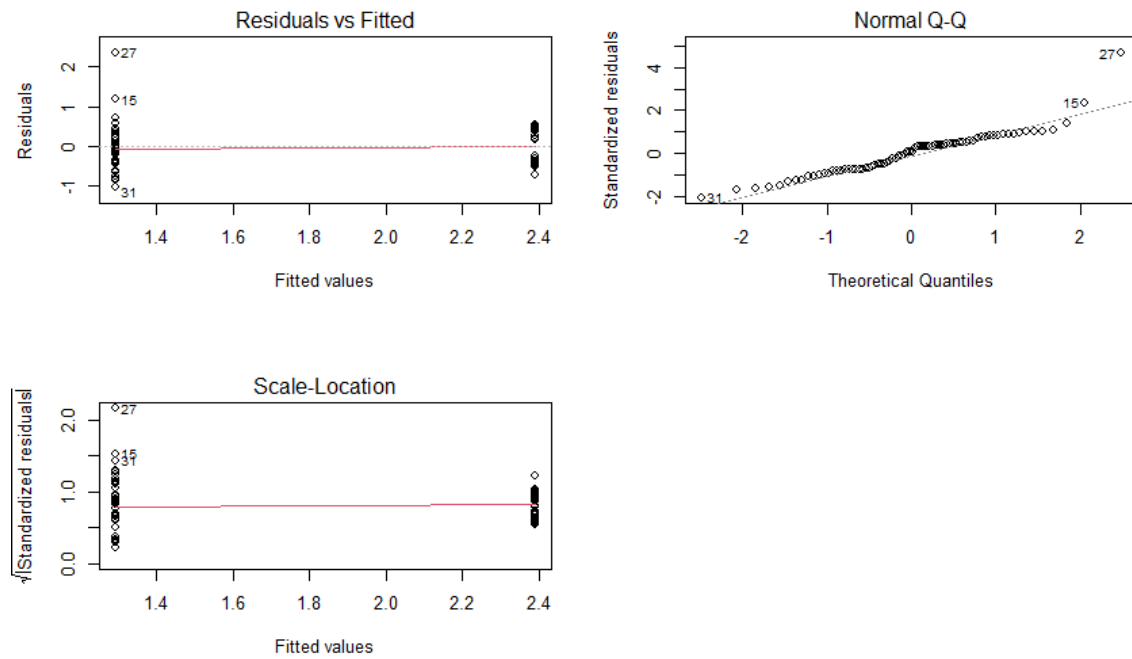 Residuals vs Fitted
Residuals
2
1
0
-1
27
15
31
1.4 1.6 1.8 2.0 2.2 2.4
Fitted values
Normal Q-Q
Standardized residuals
4
2
0
-2
27
15
31
-2 -1 0 1 2
Theoretical Quantiles
Scale-Location
√|Standardized residuals|
2.0
1.0
0.0
27
15
31
1.4 1.6 1.8 2.0 2.2 2.4
Fitted values